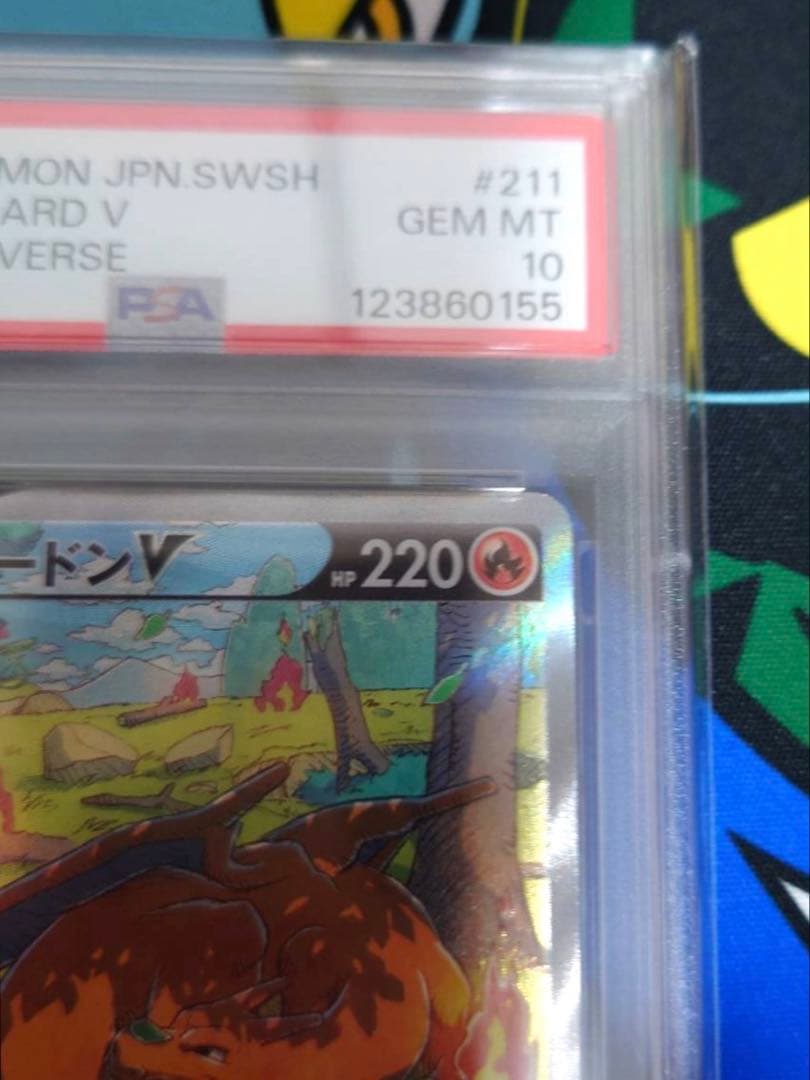 MON JPN.SWSH #211
ARD V GEM MT
VERSE 10
PSA 123860155
ードンV HP 220